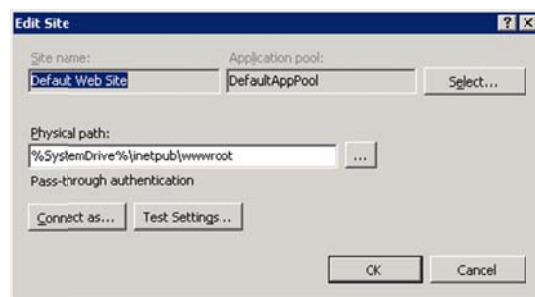 Edit Site
Site name: Application pool:
Default Web Site DefaultAppPool Select...
Physical path:
%SystemDrive%\inetpub\wwwroot ...
Pass-through authentication
Connect as... Test Settings...
OK Cancel